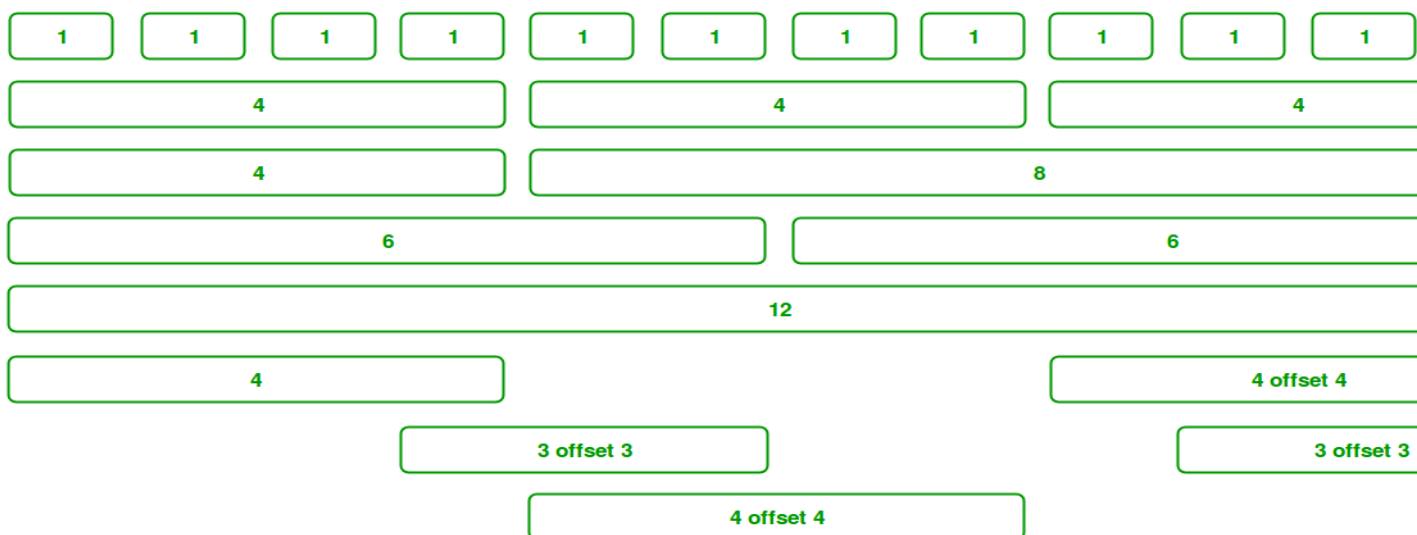 1 1 1 1 1 1 1 1 1 1 1
4 4 4
4 8
6 6
12
4 4 offset 4
3 offset 3 3 offset 3
4 offset 4